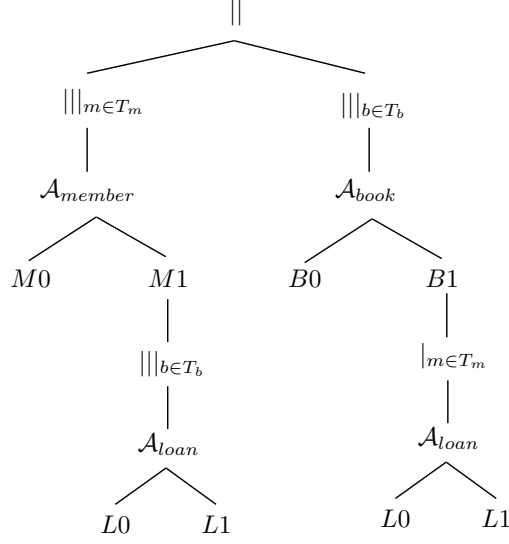 ||
|||m∈Tm |||b∈Tb
𝒜member 𝒜book
M0 M1 B0 B1
|||b∈Tb |m∈Tm
𝒜loan 𝒜loan
L0 L1 L0 L1